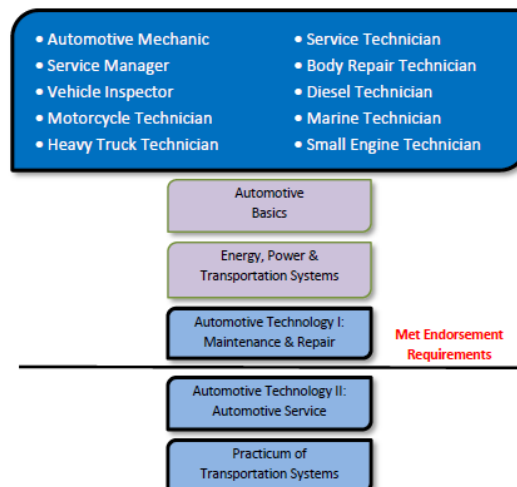 • Automotive Mechanic
• Service Manager
• Vehicle Inspector
• Motorcycle Technician
• Heavy Truck Technician
• Service Technician
• Body Repair Technician
• Diesel Technician
• Marine Technician
• Small Engine Technician
Automotive
Basics
Energy, Power &
Transportation Systems
Automotive Technology I:
Maintenance & Repair
Met Endorsement
Requirements
Automotive Technology II:
Automotive Service
Practicum of
Transportation Systems